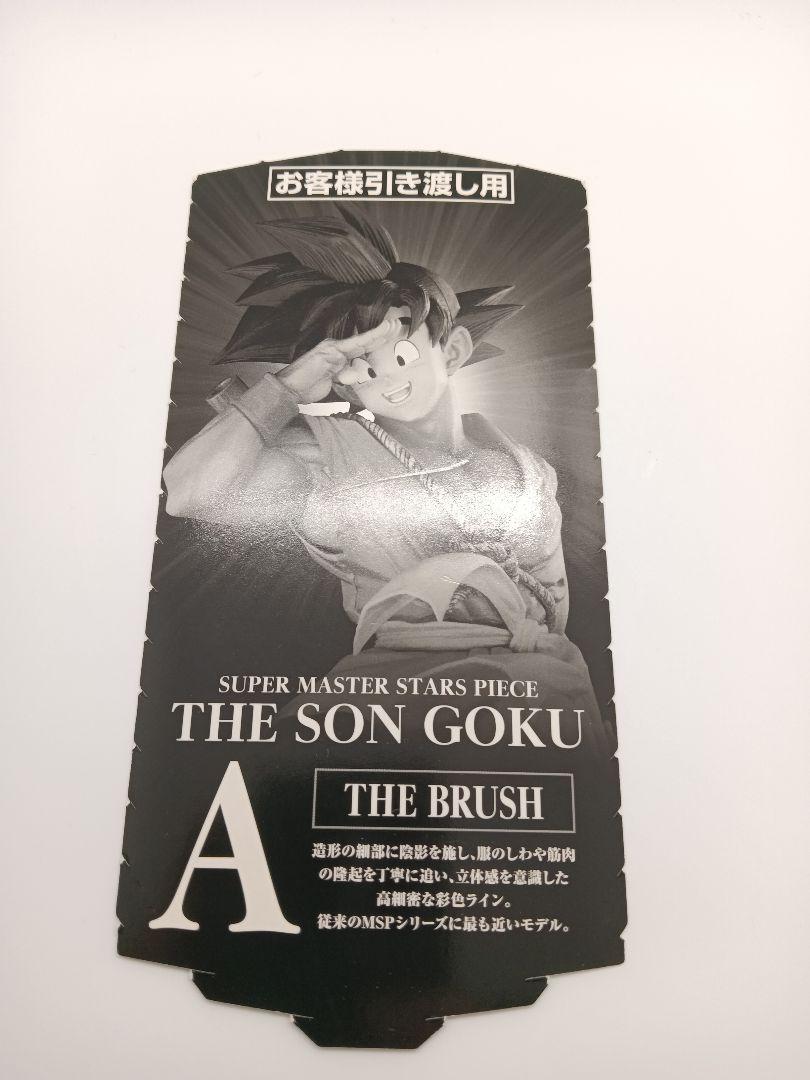 お客様引き渡し用
SUPER MASTER STARS PIECE
THE SON GOKU
A
THE BRUSH
造形の細部に陰影を施し、服のしわや筋肉
の隆起を丁寧に追い、立体感を意識した
高細密な彩色ライン。
従来のMSPシリーズに最も近いモデル。